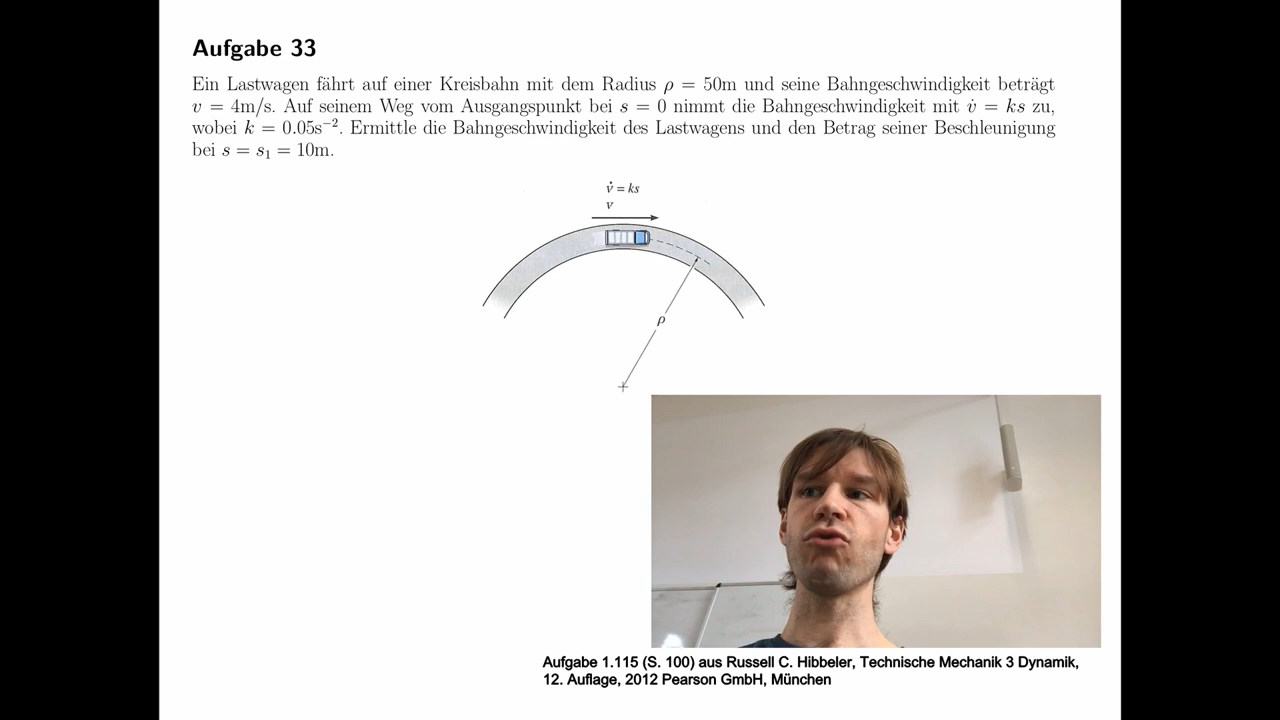 Aufgabe 33
Ein Lastwagen fährt auf einer Kreisbahn mit dem Radius ρ = 50m und seine Bahngeschwindigkeit beträgt
v = 4m/s. Auf seinem Weg vom Ausgangspunkt bei s = 0 nimmt die Bahngeschwindigkeit mit v̇ = ks zu,
wobei k = 0.05s⁻². Ermittle die Bahngeschwindigkeit des Lastwagens und den Betrag seiner Beschleunigung
bei s = s₁ = 10m.
v̇ = ks
v
ρ
Aufgabe 1.115 (S. 100) aus Russell C. Hibbeler, Technische Mechanik 3 Dynamik,
12. Auflage, 2012 Pearson GmbH, München